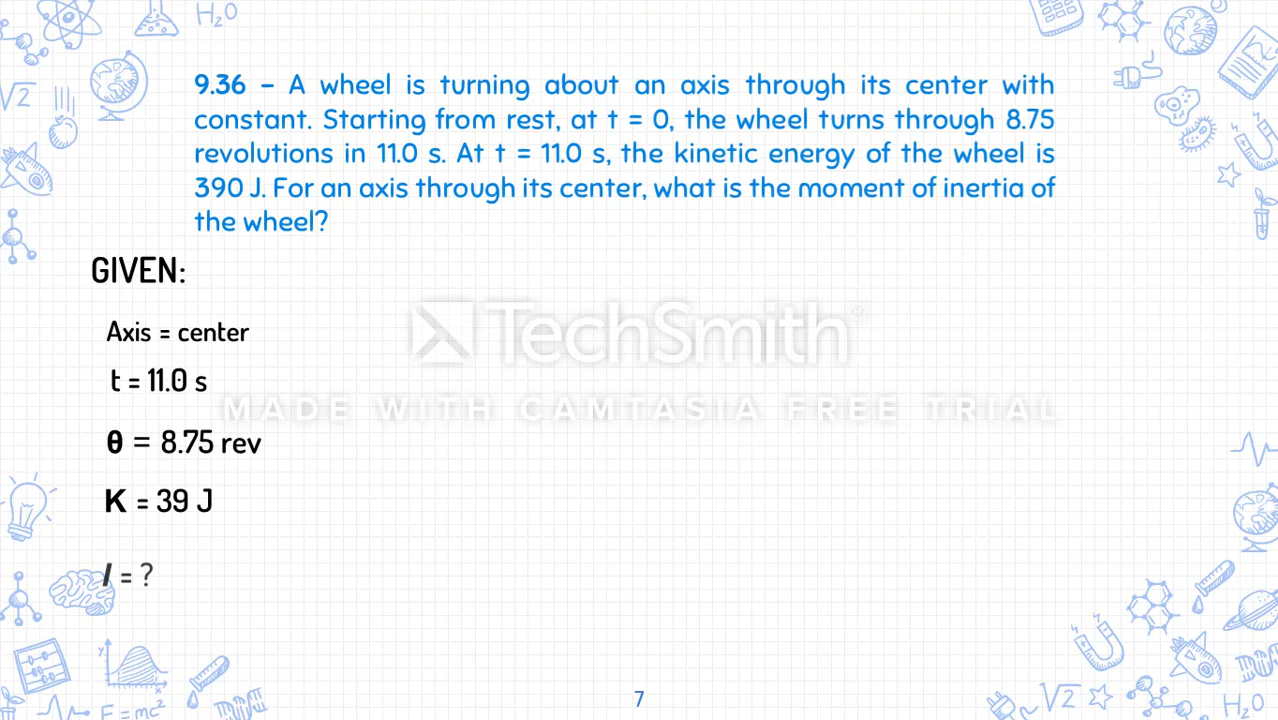 H₂O
√2
9.36 – A wheel is turning about an axis through its center with
constant. Starting from rest, at t = 0, the wheel turns through 8.75
revolutions in 11.0 s. At t = 11.0 s, the kinetic energy of the wheel is
390 J. For an axis through its center, what is the moment of inertia of
the wheel?
GIVEN:
Axis = center
TechSmith®
t = 11.0 s
MADE WITH CAMTASIA FREE TRIAL
θ = 8.75 rev
K = 39 J
I = ?
y
x
E=mc²
7
√2
H₂O